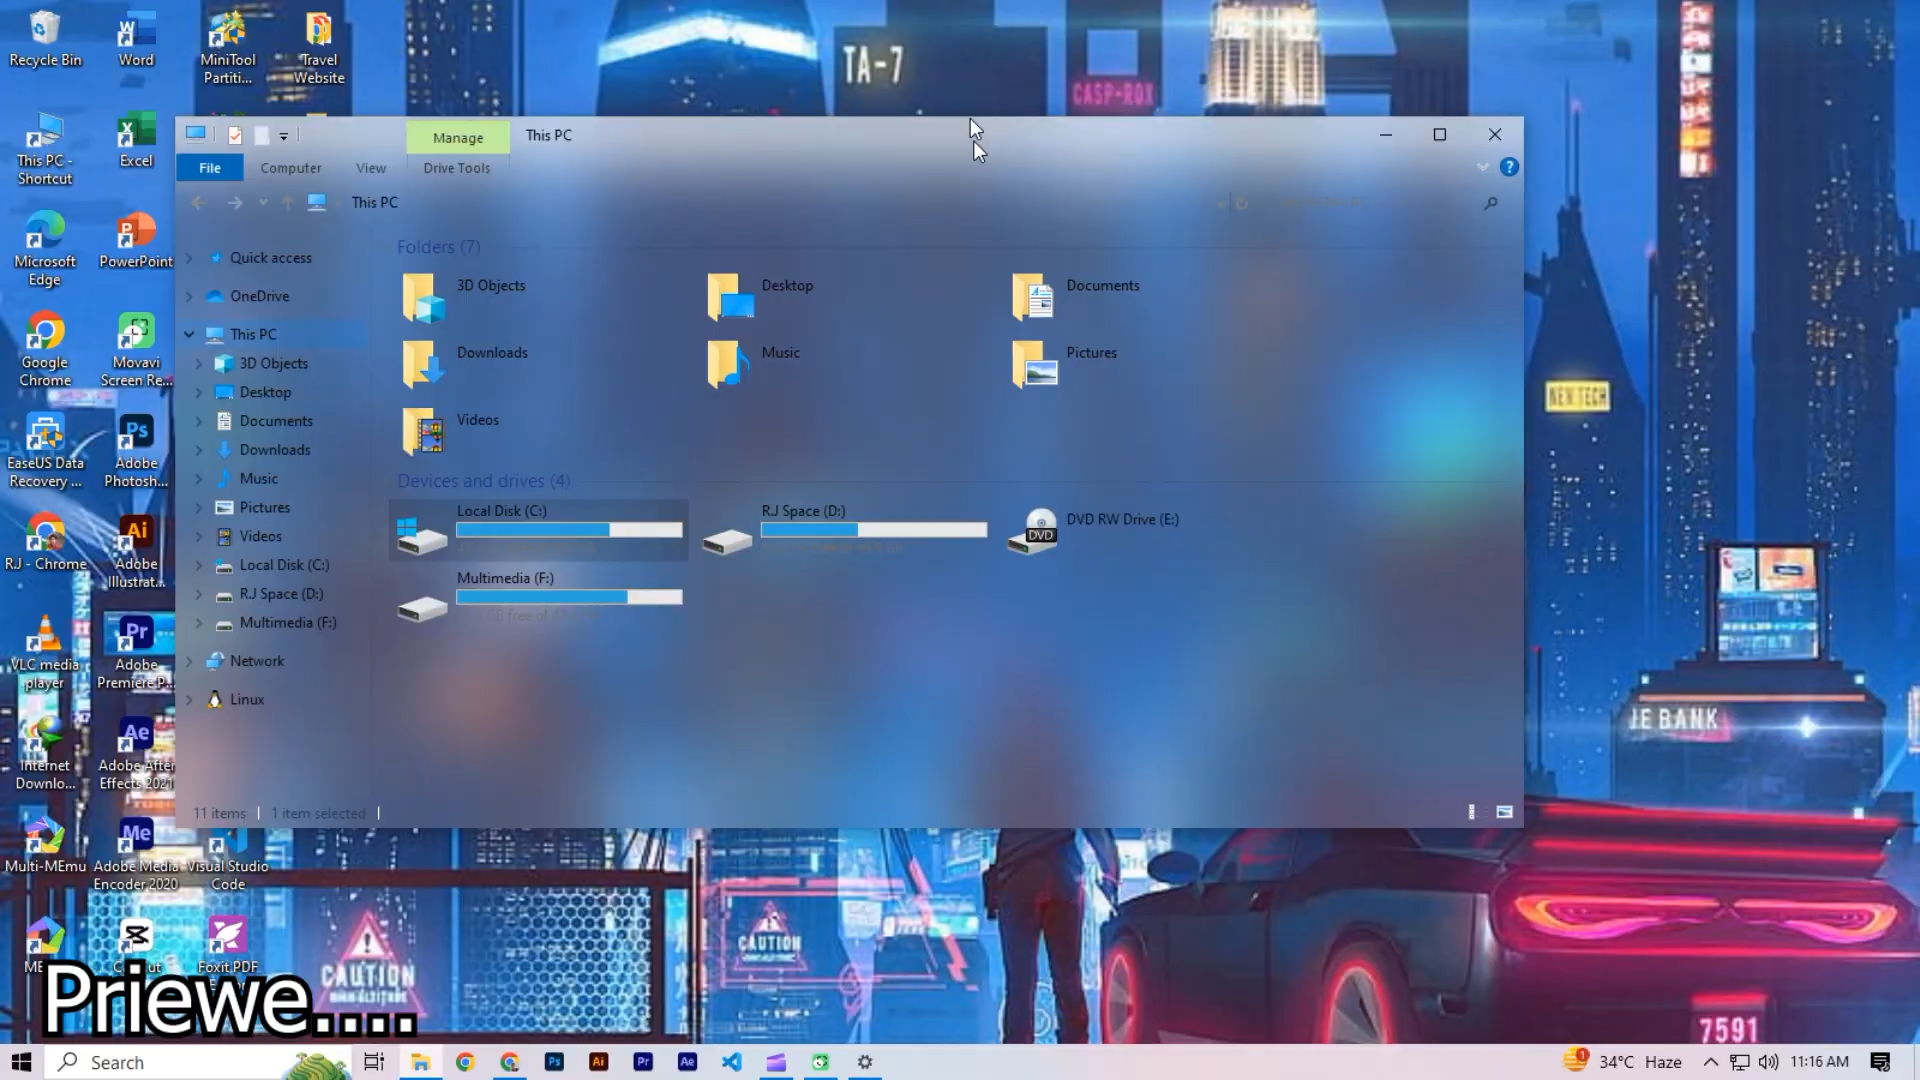 Recycle Bin
Word
MiniTool
Partiti...
Travel
Website
This PC -
Shortcut
Excel
Microsoft
Edge
PowerPoint
Google
Chrome
Movavi
Screen Re...
EaseUS Data
Recovery ...
Adobe
Photosh...
RJ - Chrome
Adobe
Illustrat...
VLC media
player
Adobe
Premiere P...
Internet
Downlo...
Adobe After
Effects 2021
Multi-MEmu
Adobe Media
Encoder 2020
Visual Studio
Code
Foxit PDF
TA-7
CASP-ROX
NEW TECH
JE BANK
Manage
This PC
File
Computer
View
Drive Tools
This PC
Quick access
OneDrive
This PC
3D Objects
Desktop
Documents
Downloads
Music
Pictures
Videos
Local Disk (C:)
RJ Space (D:)
Multimedia (F:)
Network
Linux
Folders (7)
3D Objects
Desktop
Documents
Downloads
Music
Pictures
Videos
Devices and drives (4)
Local Disk (C:)
RJ Space (D:)
DVD RW Drive (E:)
DVD
Multimedia (F:)
11 items
1 item selected
CAUTION
CAUTION
7591
Priewe....
Search
34°C Haze
11:16 AM